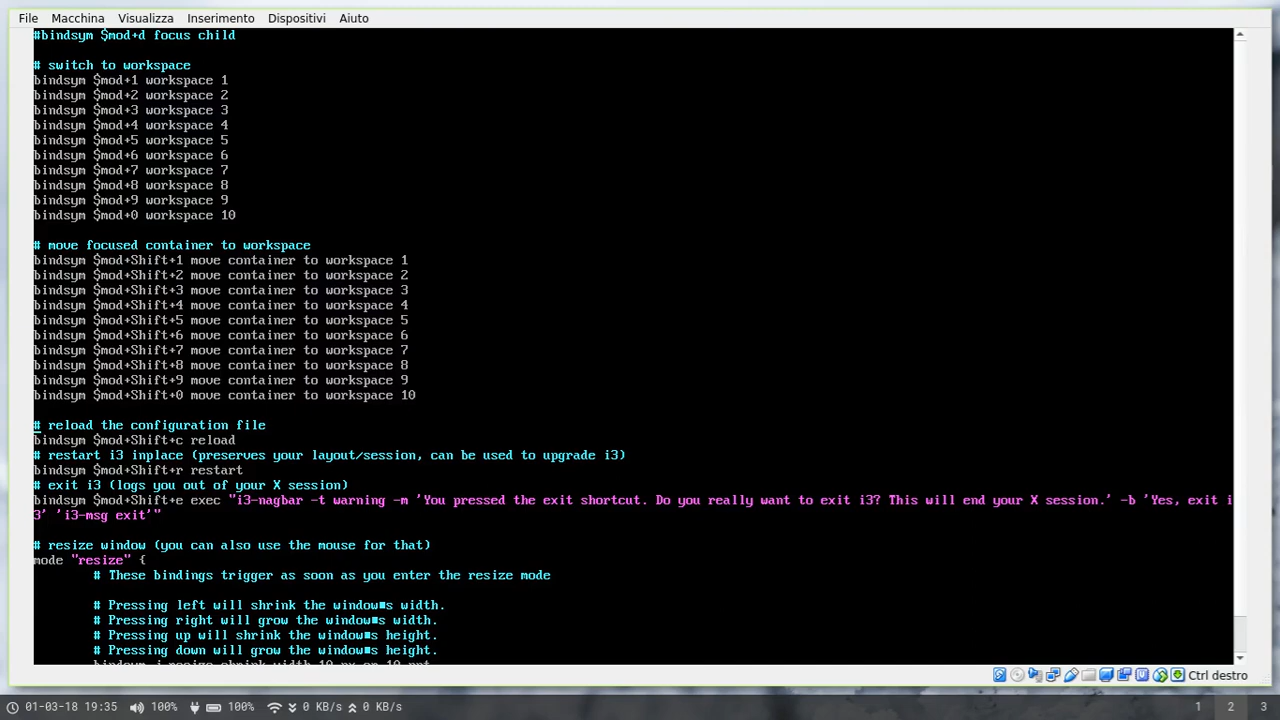 File Macchina Visualizza Inserimento Dispositivi Aiuto
#bindsym $mod+d focus child
# switch to workspace
bindsym $mod+1 workspace 1
bindsym $mod+2 workspace 2
bindsym $mod+3 workspace 3
bindsym $mod+4 workspace 4
bindsym $mod+5 workspace 5
bindsym $mod+6 workspace 6
bindsym $mod+7 workspace 7
bindsym $mod+8 workspace 8
bindsym $mod+9 workspace 9
bindsym $mod+0 workspace 10
# move focused container to workspace
bindsym $mod+Shift+1 move container to workspace 1
bindsym $mod+Shift+2 move container to workspace 2
bindsym $mod+Shift+3 move container to workspace 3
bindsym $mod+Shift+4 move container to workspace 4
bindsym $mod+Shift+5 move container to workspace 5
bindsym $mod+Shift+6 move container to workspace 6
bindsym $mod+Shift+7 move container to workspace 7
bindsym $mod+Shift+8 move container to workspace 8
bindsym $mod+Shift+9 move container to workspace 9
bindsym $mod+Shift+0 move container to workspace 10
# reload the configuration file
bindsym $mod+Shift+c reload
# restart i3 inplace (preserves your layout/session, can be used to upgrade i3)
bindsym $mod+Shift+r restart
# exit i3 (logs you out of your X session)
bindsym $mod+Shift+e exec "i3-nagbar -t warning -m 'You pressed the exit shortcut. Do you really want to exit i3? This will end your X session.' -b 'Yes, exit i
3' 'i3-msg exit'"
# resize window (you can also use the mouse for that)
mode "resize" {
# These bindings trigger as soon as you enter the resize mode
# Pressing left will shrink the window■s width.
# Pressing right will grow the window■s width.
# Pressing up will shrink the window■s height.
# Pressing down will grow the window■s height.
bindsym j resize shrink width 10 px or 10 ppt
Ctrl destro
01-03-18 19:35 100% 100% 0 KB/s 0 KB/s 1 2 3